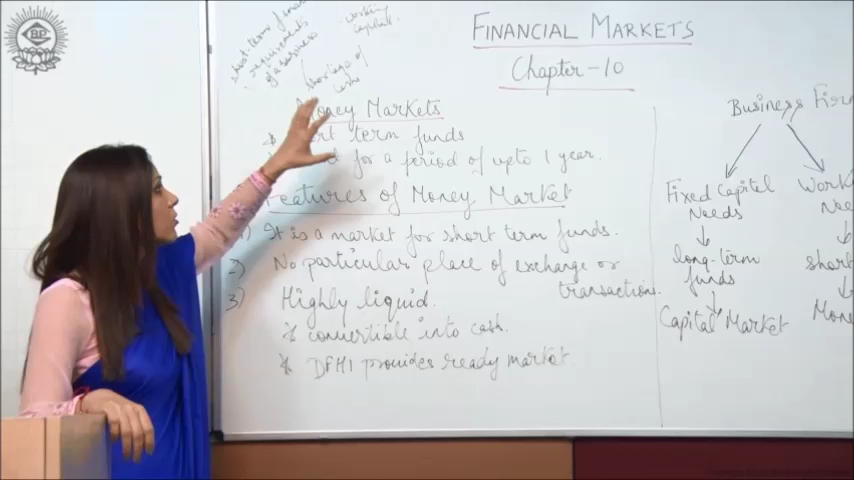 FINANCIAL MARKETS
Chapter-10
short-term finance
requirements
of a business
- working
capital.
shortage of
cash
Money Markets
* short term funds
for a period of upto 1 year.
Features of Money Market
1) It is a market for short term funds.
2) No particular place of exchange or
transactions.
3) Highly liquid.
* convertible into cash.
* DFHI provides ready market
Business Firm
Fixed Capital
Needs
long-term
funds
Capital Market
Work
Nee
short
Mone